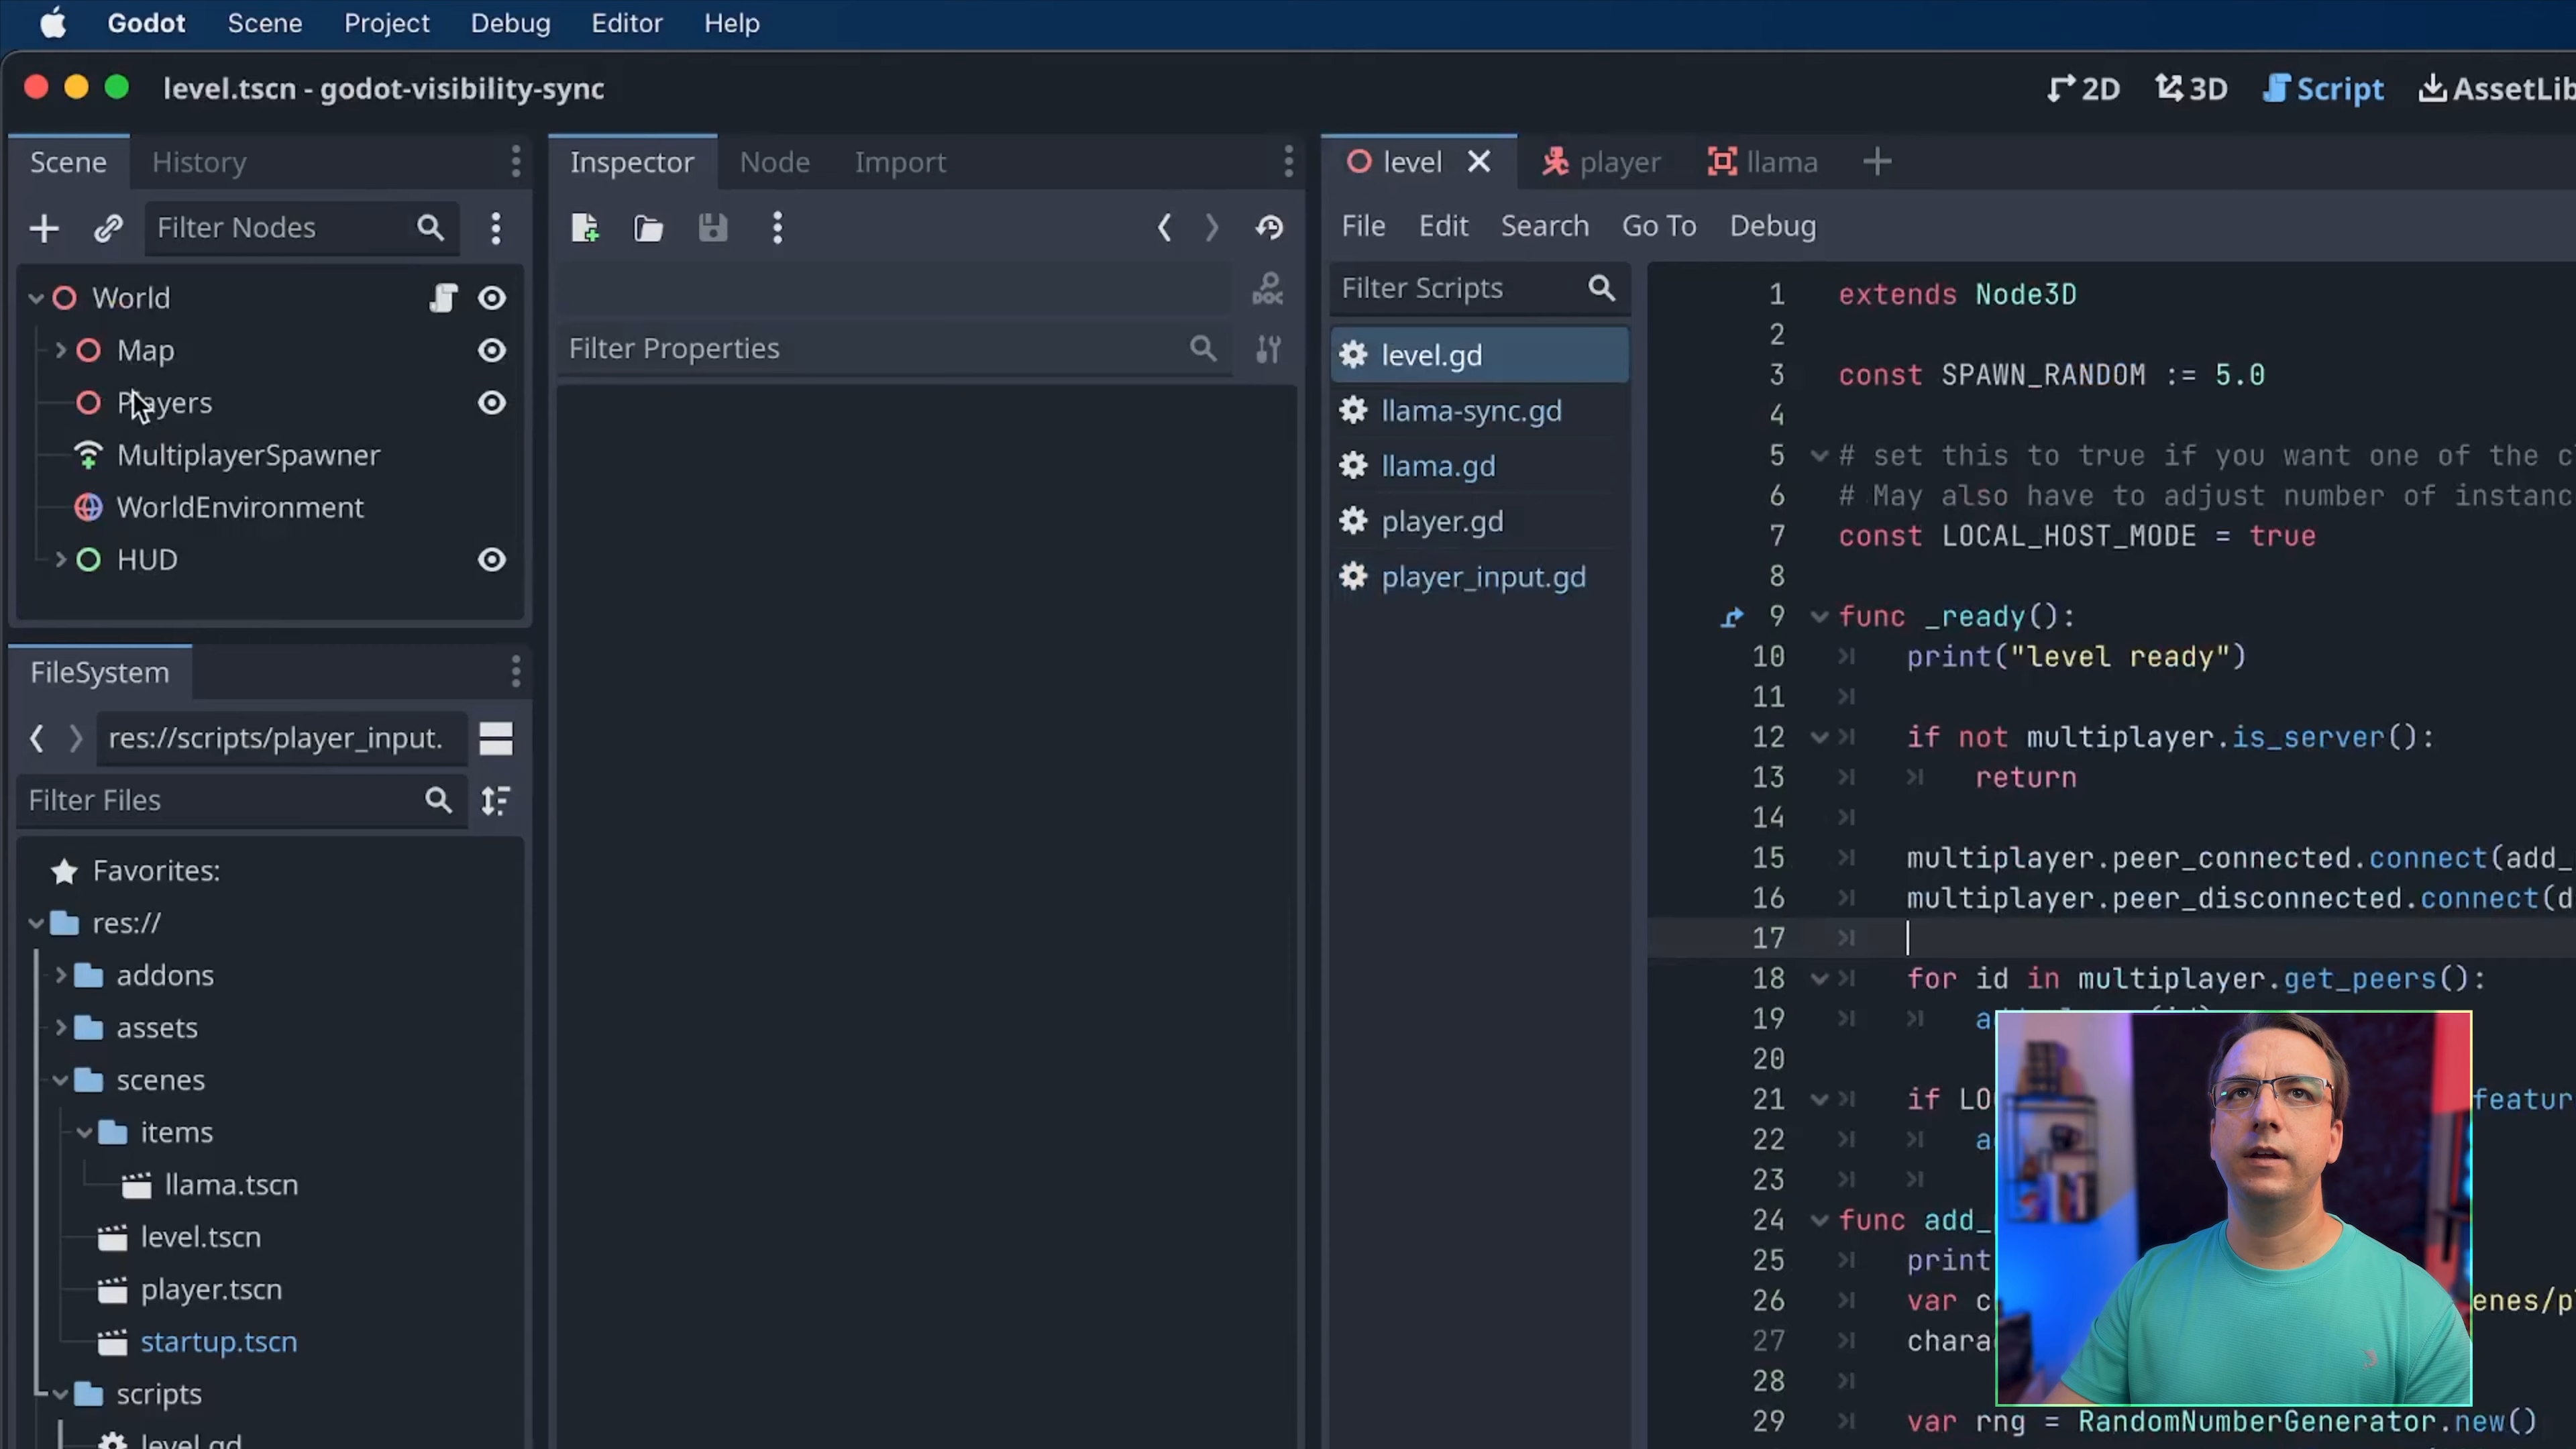 Godot Scene Project Debug Editor Help
level.tscn - godot-visibility-sync
2D 3D Script AssetLib
Scene History
Filter Nodes
World
Map
Players
MultiplayerSpawner
WorldEnvironment
HUD
FileSystem
res://scripts/player_input.
Filter Files
Favorites:
res://
addons
assets
scenes
items
llama.tscn
level.tscn
player.tscn
startup.tscn
scripts
level.gd
Inspector Node Import
DOC
Filter Properties
level player llama
File Edit Search Go To Debug
Filter Scripts
level.gd
llama-sync.gd
llama.gd
player.gd
player_input.gd
1 extends Node3D
2
3 const SPAWN_RANDOM := 5.0
4
5 # set this to true if you want one of the c
6 # May also have to adjust number of instanc
7 const LOCAL_HOST_MODE = true
8
9 func _ready():
10 print("level ready")
11
12 if not multiplayer.is_server():
13 return
14
15 multiplayer.peer_connected.connect(add_
16 multiplayer.peer_disconnected.connect(d
17
18 for id in multiplayer.get_peers():
19
20
21 if LO featur
22
23
24 func add_
25 print
26 var c enes/p
27 chara
28
29 var rng = RandomNumberGenerator.new()